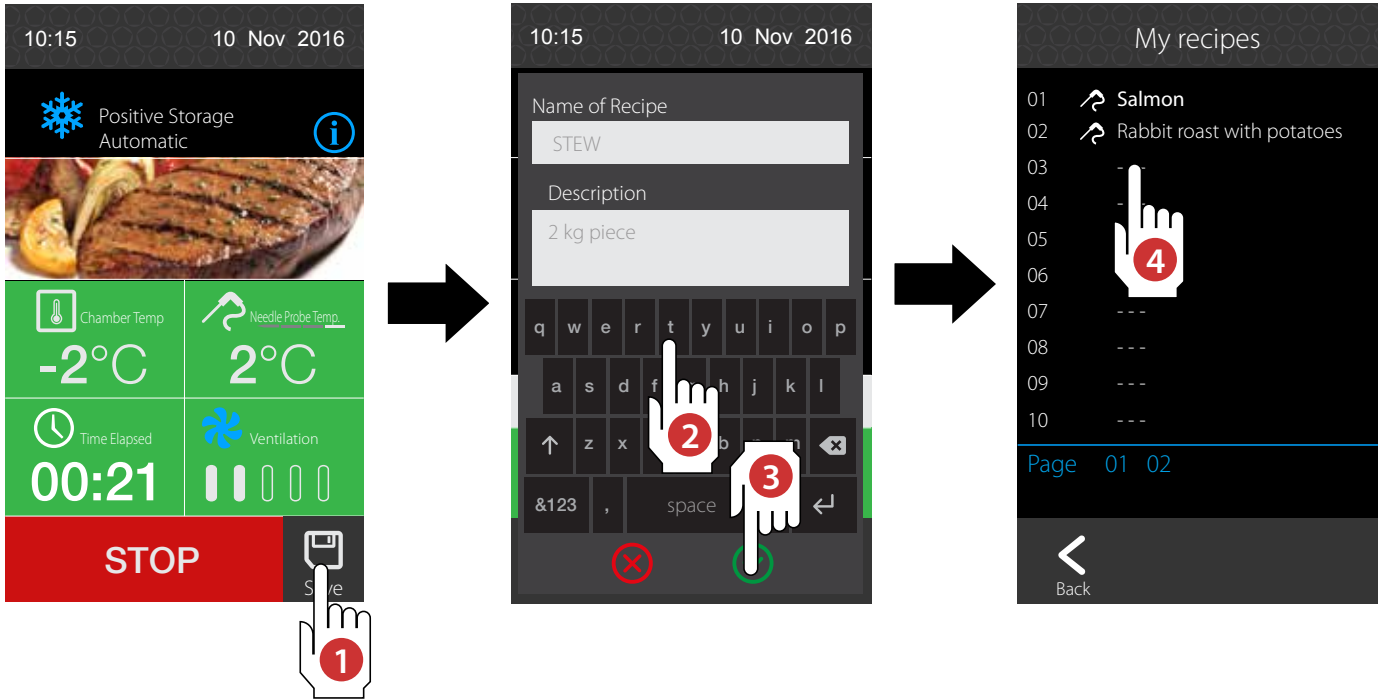 10:15 10 Nov 2016
Positive Storage
Automatic
i
Chamber Temp
-2°C
Needle Probe Temp.
2°C
Time Elapsed
00:21
Ventilation
STOP
Save
1
10:15 10 Nov 2016
Name of Recipe
STEW
Description
2 kg piece
q w e r t y u i o p
a s d f h j k l
z x b n m
&123 , space
2
3
My recipes
01 Salmon
02 Rabbit roast with potatoes
03 - - -
04 - - -
05
06
07 - - -
08 - - -
09 - - -
10 - - -
4
Page 01 02
Back